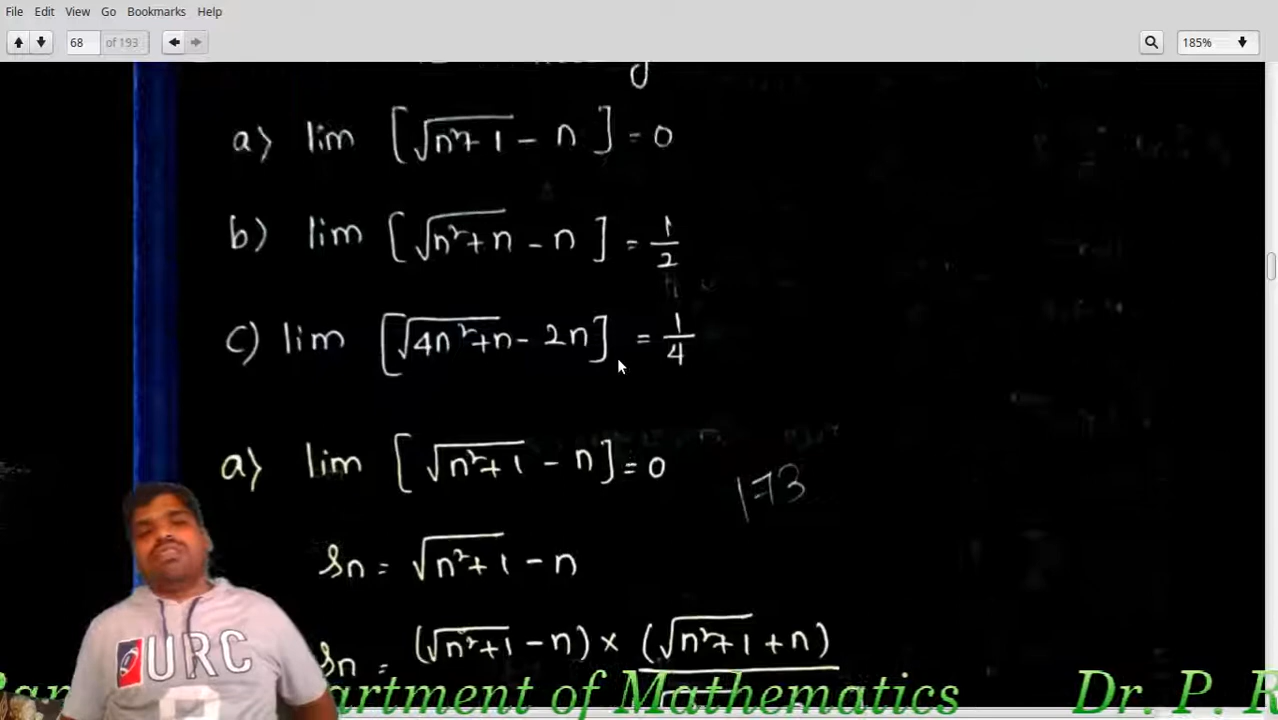 File Edit View Go Bookmarks Help
68 of 193 185%
a) lim [√n²+1 - n] = 0
b) lim [√n²+n - n] = 1/2
c) lim [√4n²+n - 2n] = 1/4
a) lim [√n²+1 - n] = 0
173
Sn = √n²+1 - n
Sn = (√n²+1 - n) × (√n²+1 + n)
URC
artment of Mathematics Dr. P. R